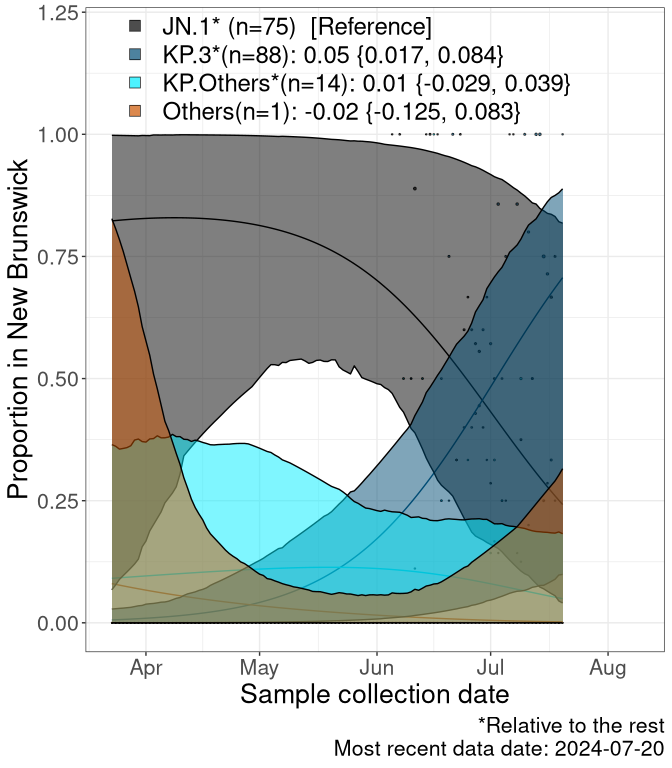 JN.1* (n=75)  [Reference]
KP.3*(n=88): 0.05 {0.017, 0.084}
KP.Others*(n=14): 0.01 {-0.029, 0.039}
Others(n=1): -0.02 {-0.125, 0.083}
1.25
1.00
0.75
0.50
0.25
0.00
Proportion in New Brunswick
Apr May Jun Jul Aug
Sample collection date
*Relative to the rest
Most recent data date: 2024-07-20